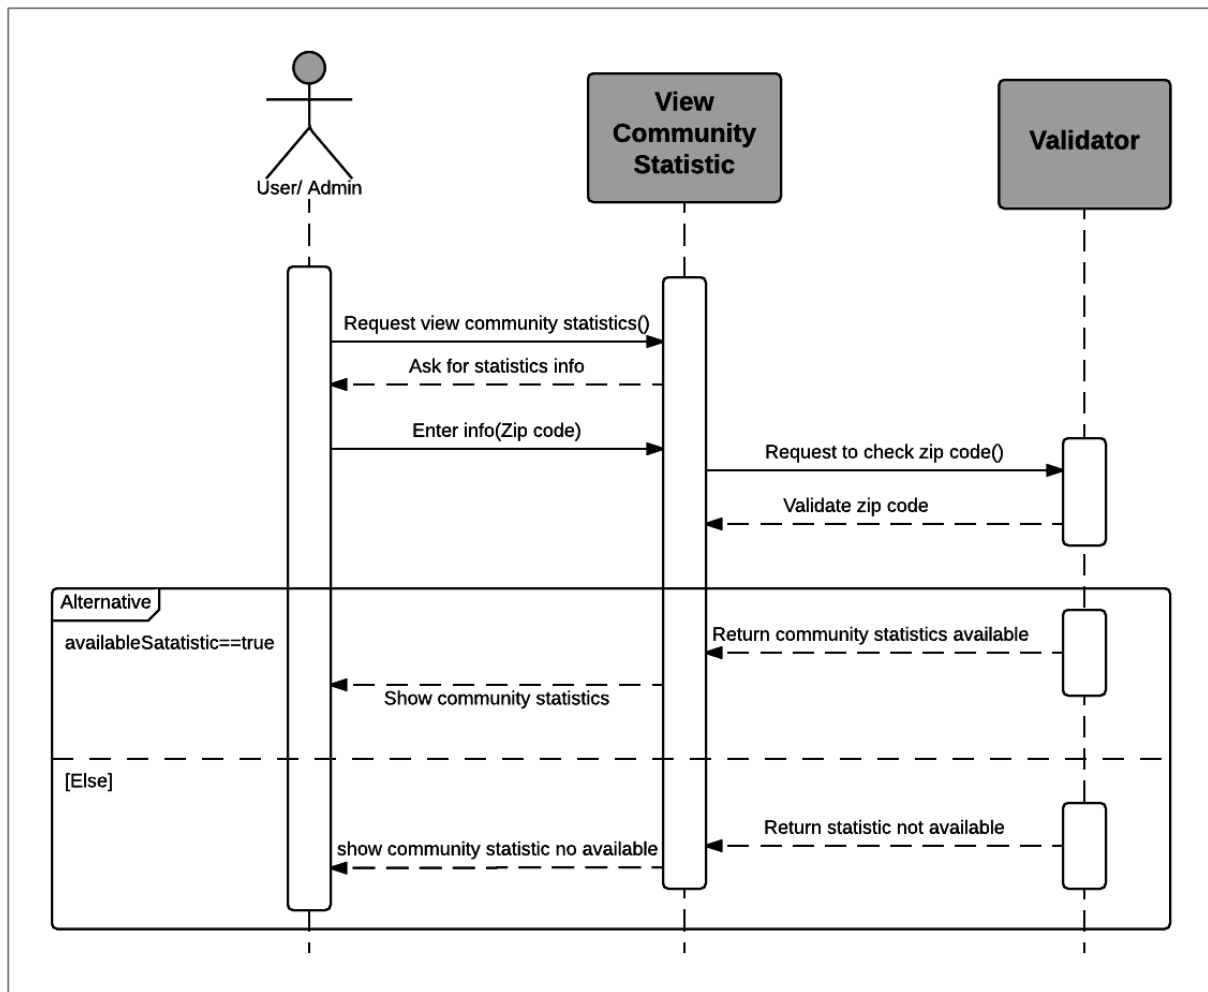 View
Community
Statistic
Validator
User/ Admin
Request view community statistics()
Ask for statistics info
Enter info(Zip code)
Request to check zip code()
Validate zip code
Alternative
availableSatatistic==true
Return community statistics available
Show community statistics
[Else]
Return statistic not available
show community statistic no available